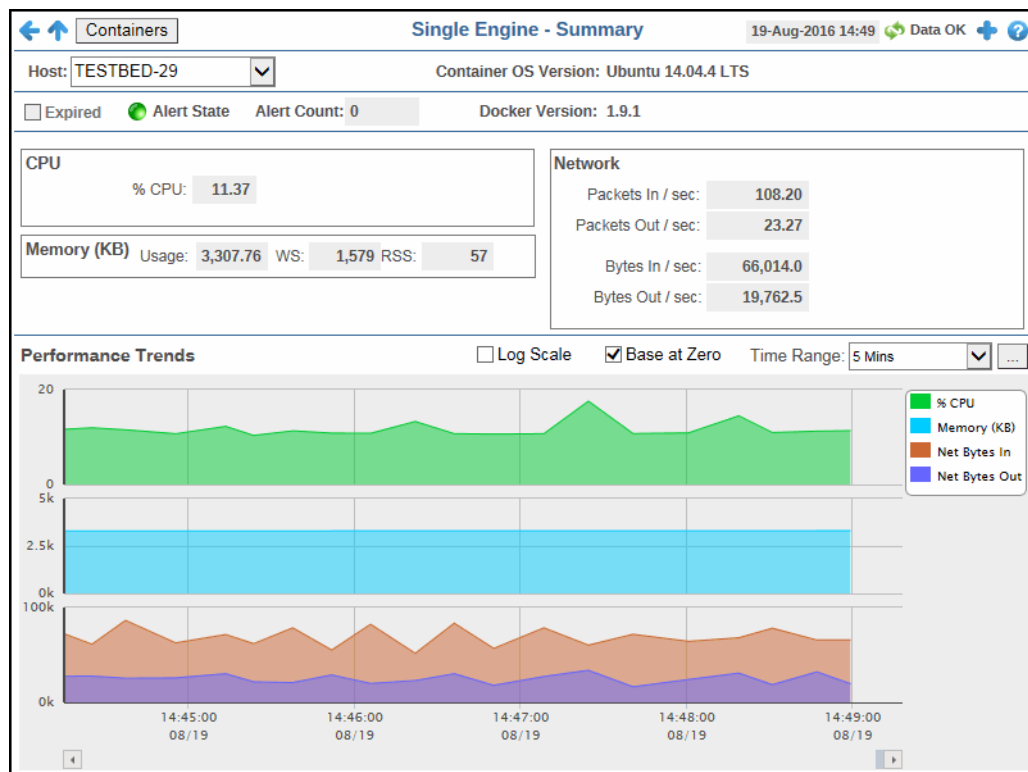 Containers Single Engine - Summary 19-Aug-2016 14:49 Data OK
Host: TESTBED-29 Container OS Version: Ubuntu 14.04.4 LTS
Expired Alert State Alert Count: 0 Docker Version: 1.9.1
CPU
% CPU: 11.37
Memory (KB) Usage: 3,307.76 WS: 1,579 RSS: 57
Network
Packets In / sec: 108.20
Packets Out / sec: 23.27
Bytes In / sec: 66,014.0
Bytes Out / sec: 19,762.5
Performance Trends Log Scale Base at Zero Time Range: 5 Mins ...
20
0
5k
2.5k
0k
100k
0k
14:45:00 14:46:00 14:47:00 14:48:00 14:49:00
08/19 08/19 08/19 08/19 08/19
% CPU
Memory (KB)
Net Bytes In
Net Bytes Out